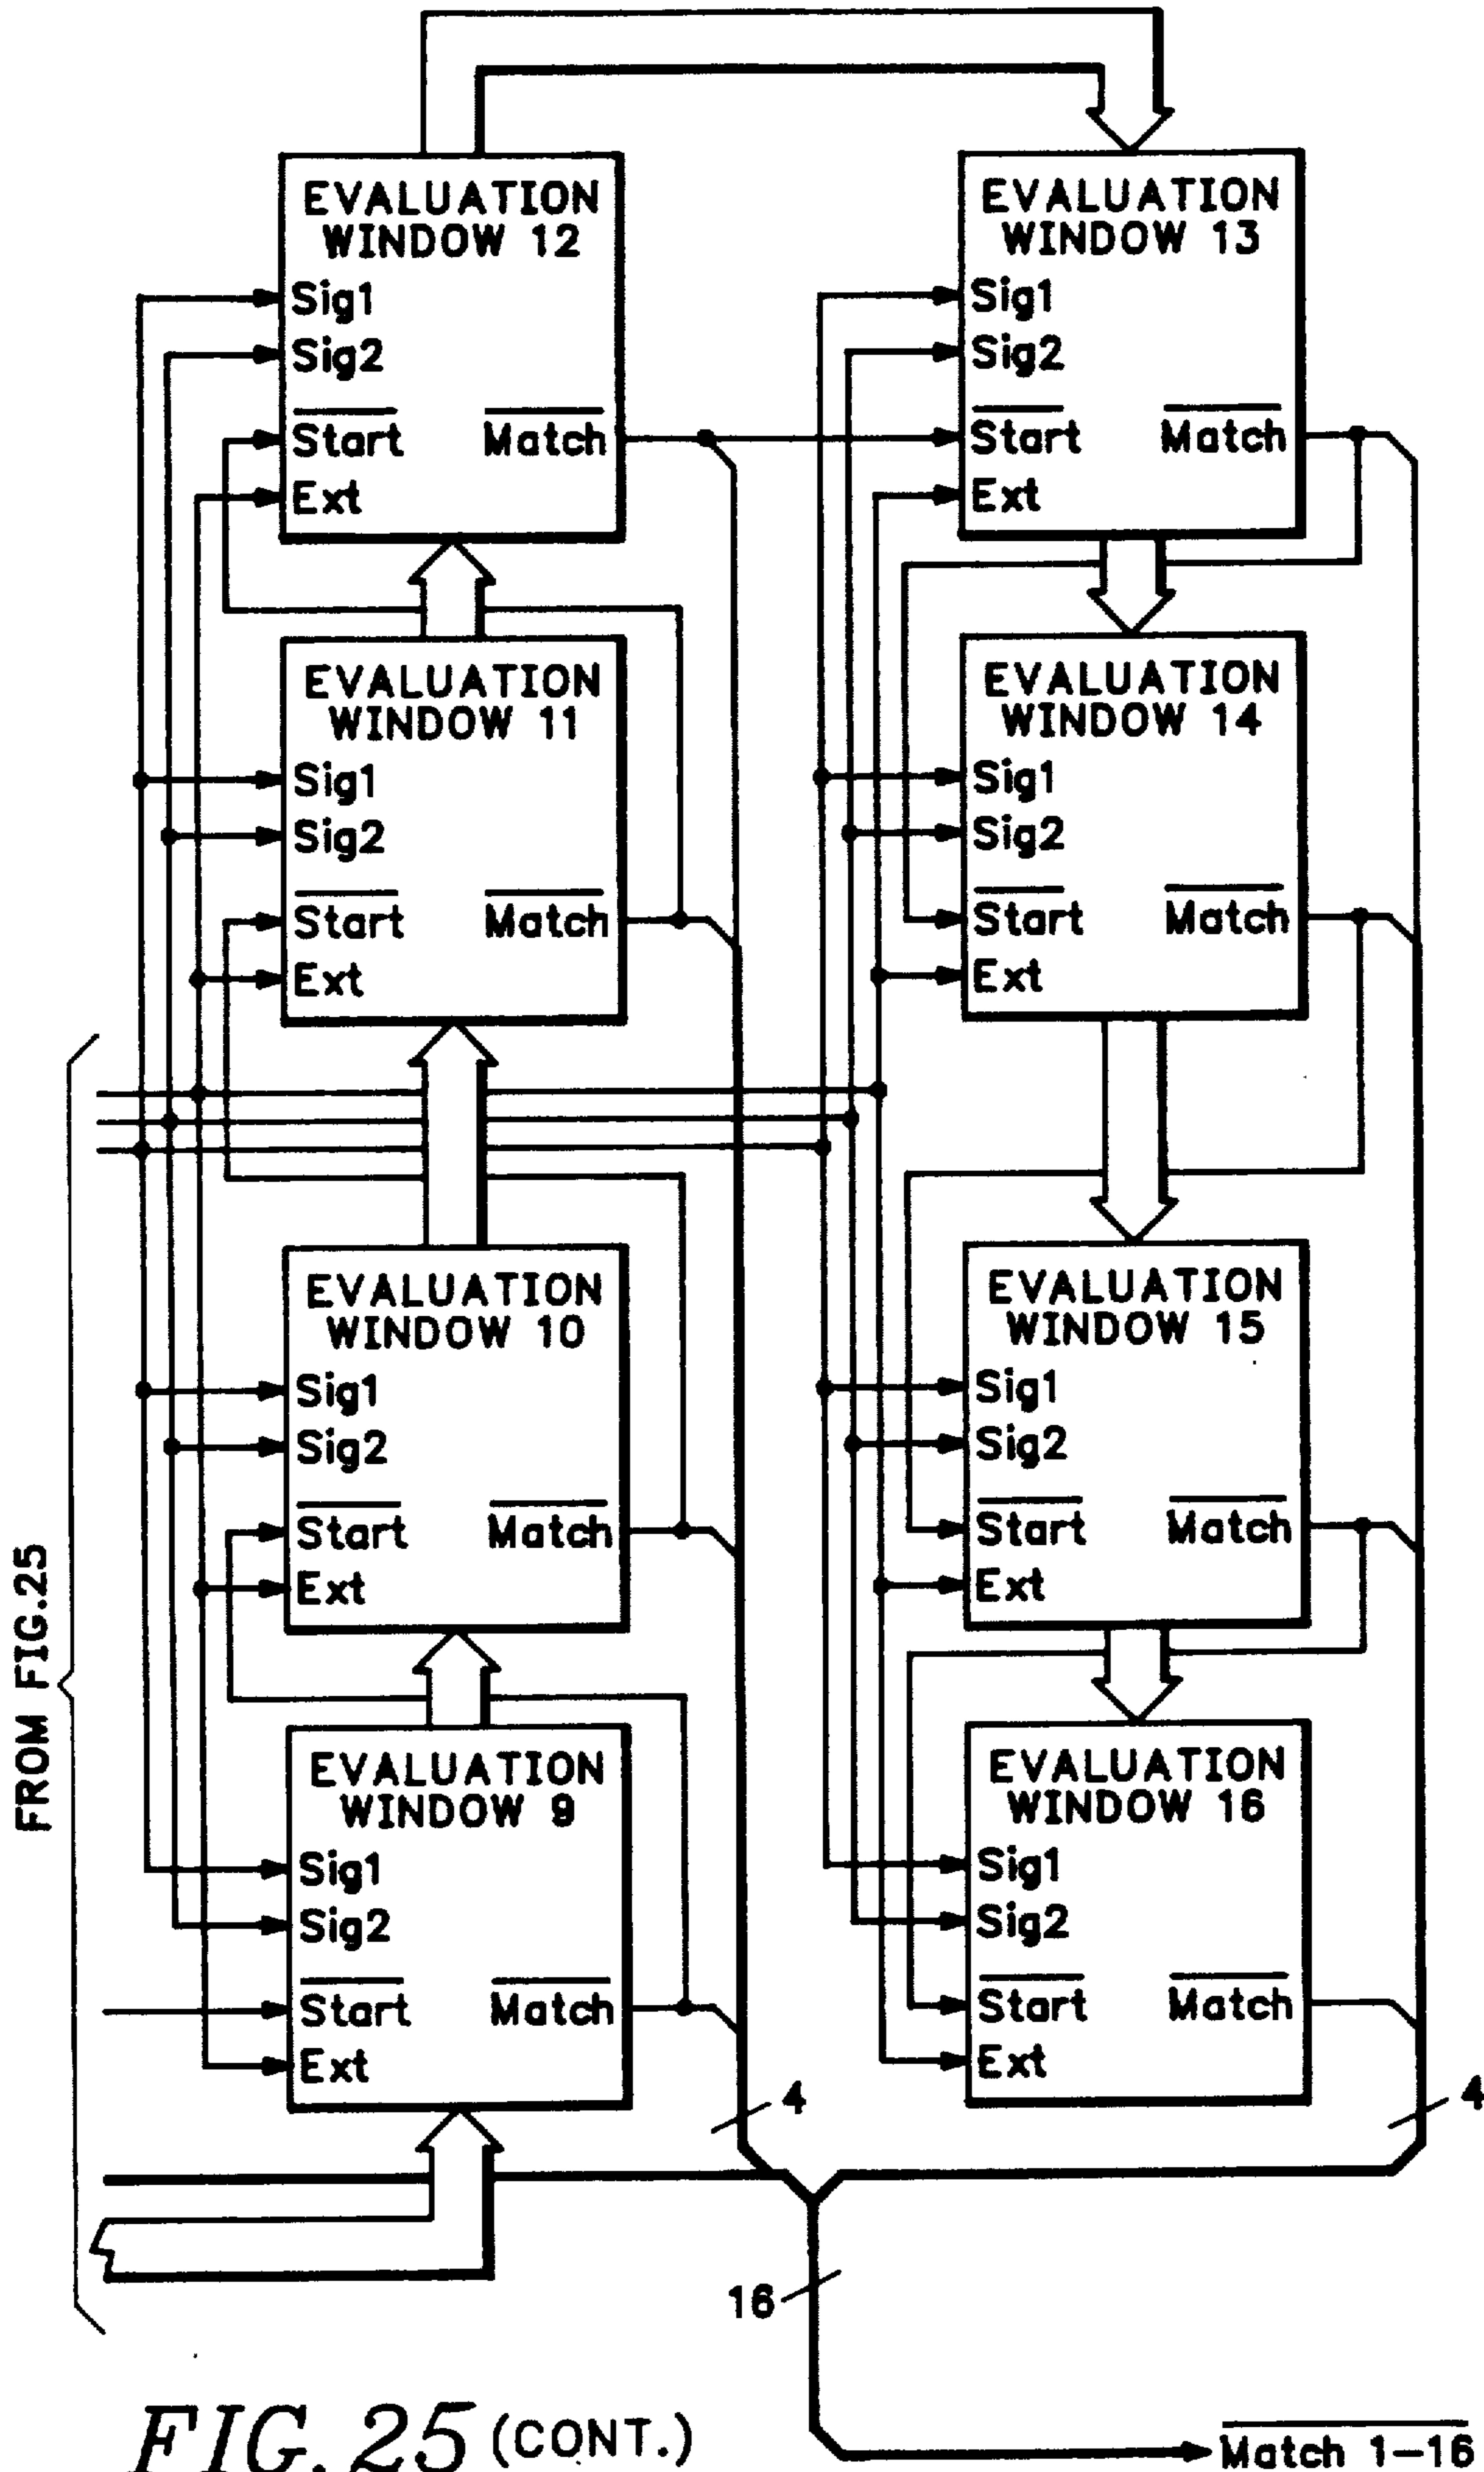 EVALUATION
WINDOW 12
Sig1
Sig2
Start Match
Ext
EVALUATION
WINDOW 13
Sig1
Sig2
Start Match
Ext
EVALUATION
WINDOW 11
Sig1
Sig2
Start Match
Ext
EVALUATION
WINDOW 14
Sig1
Sig2
Start Match
Ext
EVALUATION
WINDOW 10
Sig1
Sig2
Start Match
Ext
EVALUATION
WINDOW 15
Sig1
Sig2
Start Match
Ext
EVALUATION
WINDOW 9
Sig1
Sig2
Start Match
Ext
EVALUATION
WINDOW 16
Sig1
Sig2
Start Match
Ext
FROM FIG.25
4
4
16
FIG. 25 (CONT.)
Match 1-16